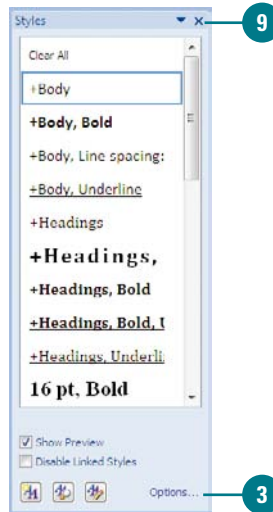 Styles
9
Clear All
+Body
+Body, Bold
+Body, Line spacing:
+Body, Underline
+Headings
+Headings,
+Headings, Bold
+Headings, Bold, U
+Headings, Underli
16 pt, Bold
Show Preview
Disable Linked Styles
Options...
3